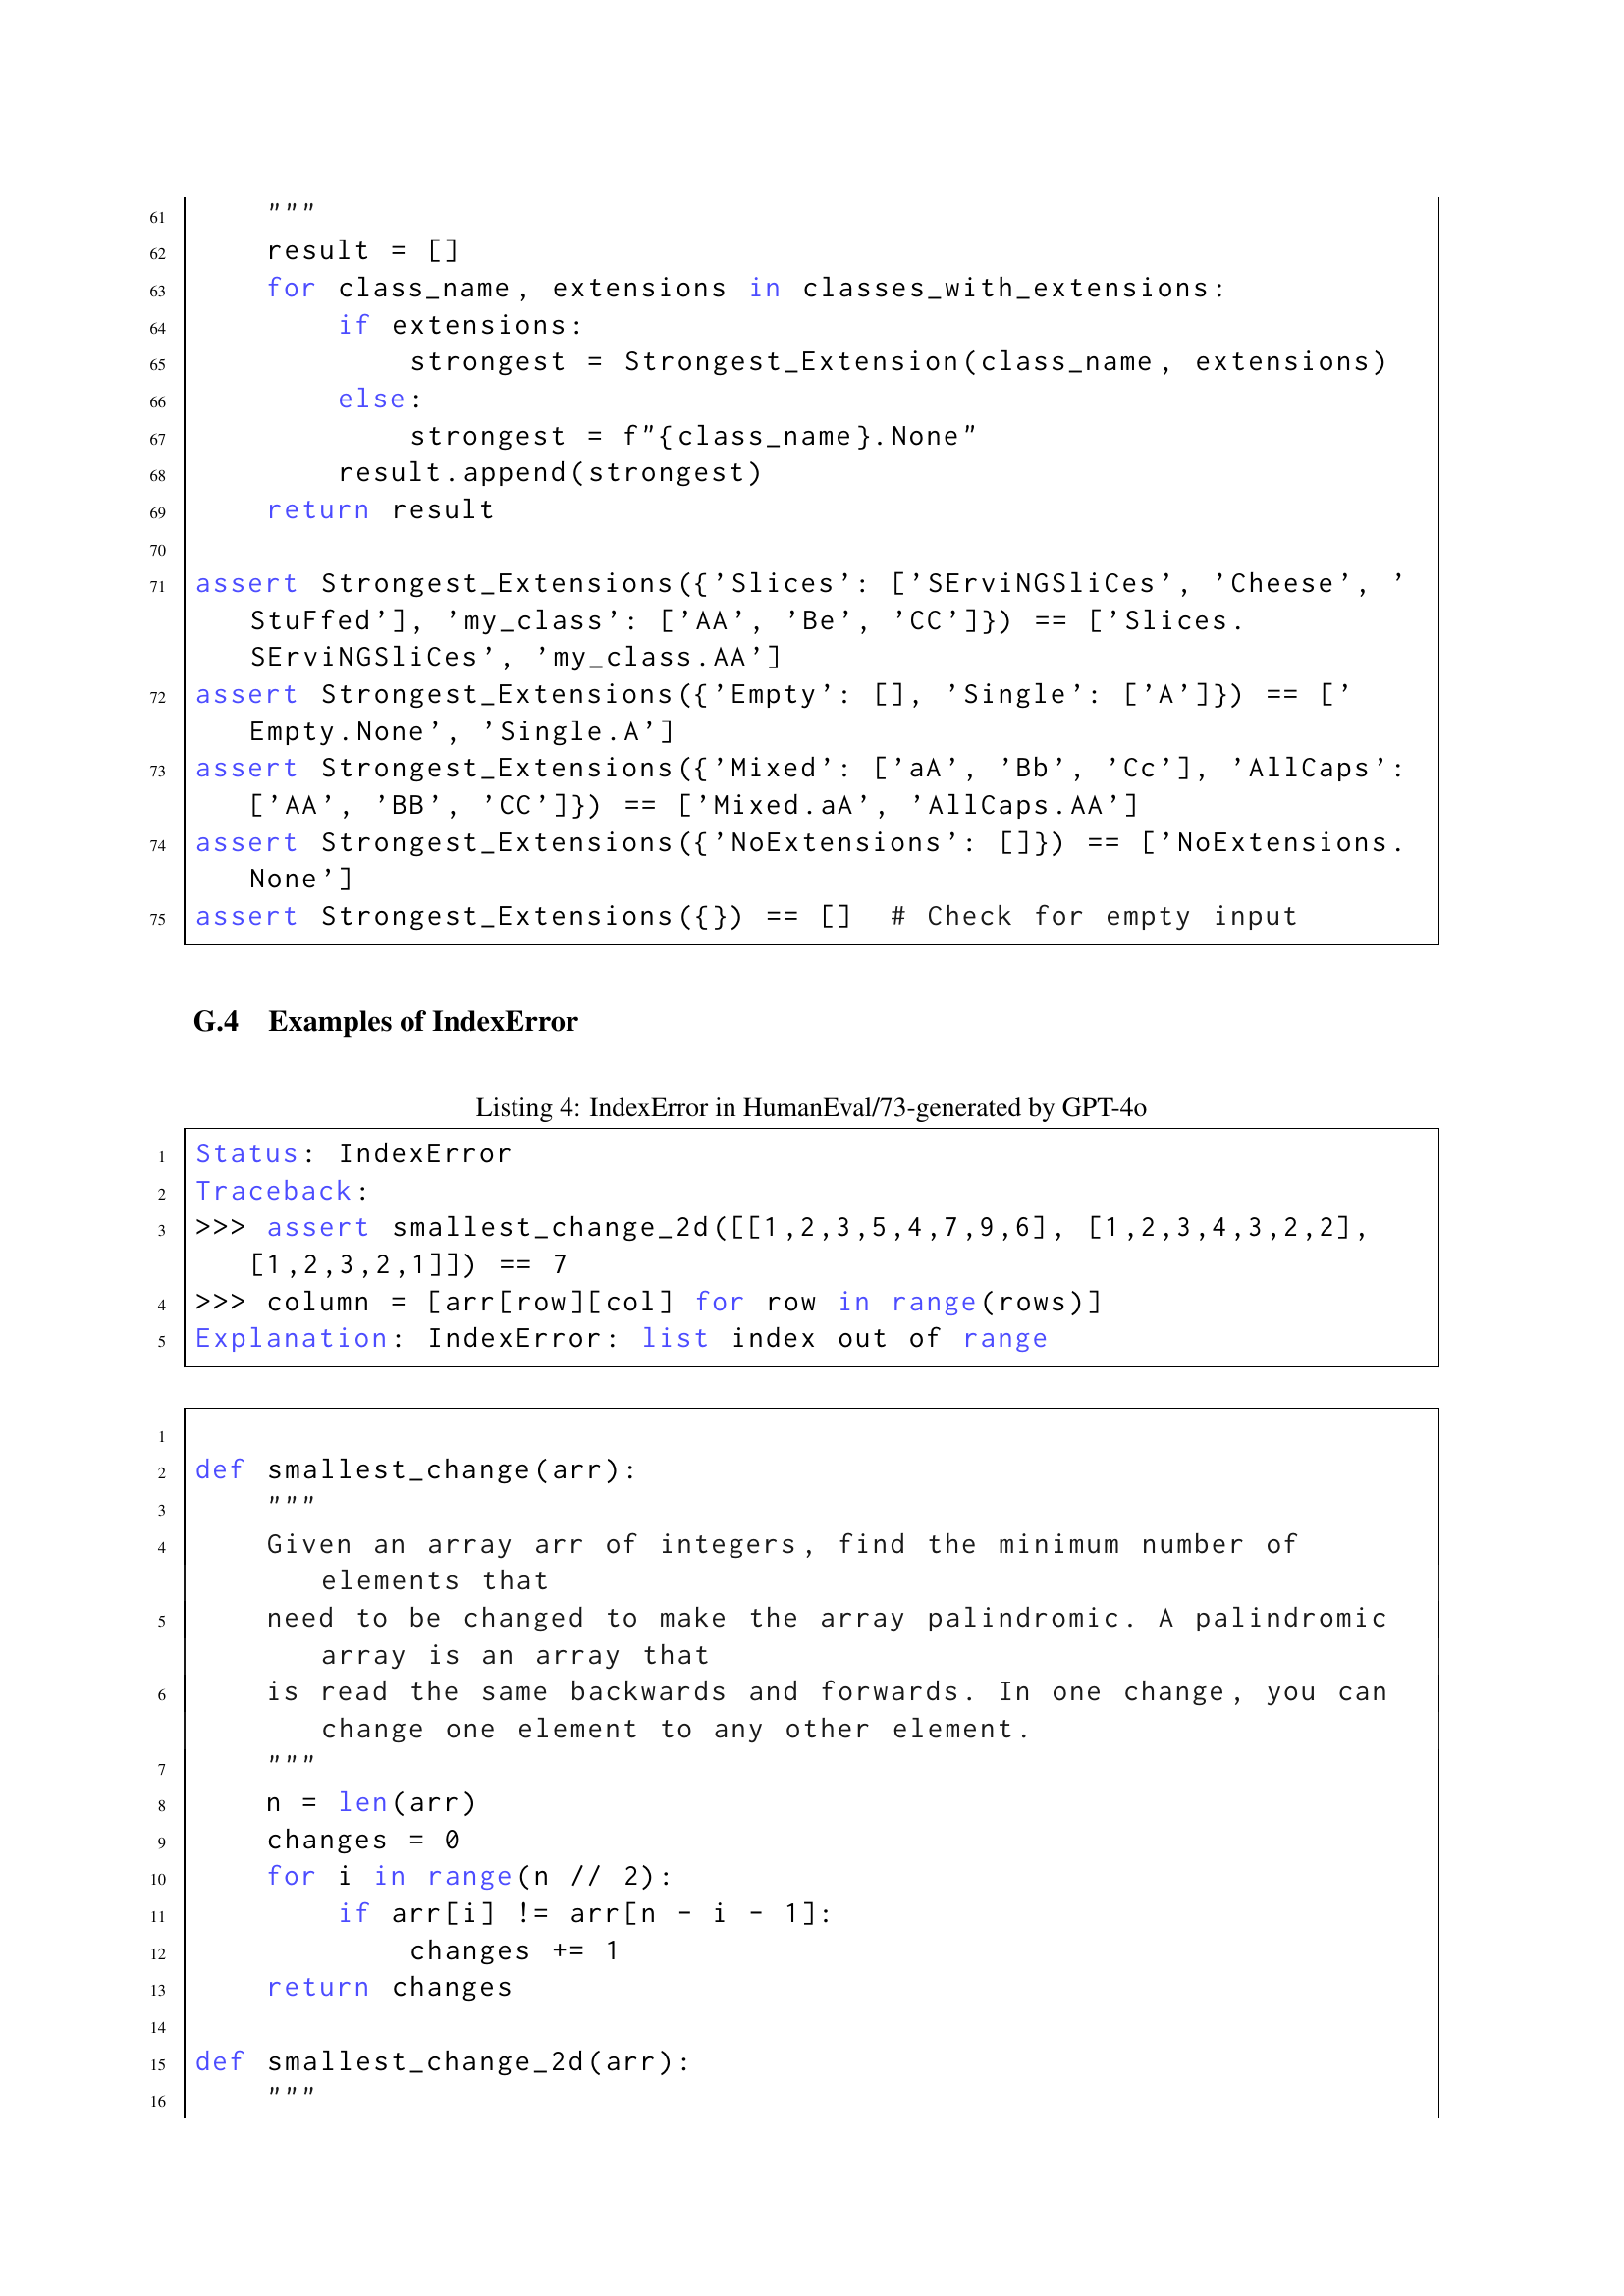 61     """
62     result = []
63     for class_name, extensions in classes_with_extensions:
64         if extensions:
65             strongest = Strongest_Extension(class_name, extensions)
66         else:
67             strongest = f"{class_name}.None"
68         result.append(strongest)
69     return result
70
71 assert Strongest_Extensions({'Slices': ['SErviNGSliCes', 'Cheese', '
StuFfed'], 'my_class': ['AA', 'Be', 'CC']}) == ['Slices.
SErviNGSliCes', 'my_class.AA']
72 assert Strongest_Extensions({'Empty': [], 'Single': ['A']}) == ['
Empty.None', 'Single.A']
73 assert Strongest_Extensions({'Mixed': ['aA', 'Bb', 'Cc'], 'AllCaps':
['AA', 'BB', 'CC']}) == ['Mixed.aA', 'AllCaps.AA']
74 assert Strongest_Extensions({'NoExtensions': []}) == ['NoExtensions.
None']
75 assert Strongest_Extensions({}) == []  # Check for empty input
G.4 Examples of IndexError
Listing 4: IndexError in HumanEval/73-generated by GPT-4o
1 Status: IndexError
2 Traceback:
3 >>> assert smallest_change_2d([[1,2,3,5,4,7,9,6], [1,2,3,4,3,2,2],
[1,2,3,2,1]]) == 7
4 >>> column = [arr[row][col] for row in range(rows)]
5 Explanation: IndexError: list index out of range
1
2 def smallest_change(arr):
3     """
4     Given an array arr of integers, find the minimum number of
elements that
5     need to be changed to make the array palindromic. A palindromic
array is an array that
6     is read the same backwards and forwards. In one change, you can
change one element to any other element.
7     """
8     n = len(arr)
9     changes = 0
10     for i in range(n // 2):
11         if arr[i] != arr[n - i - 1]:
12             changes += 1
13     return changes
14
15 def smallest_change_2d(arr):
16     """